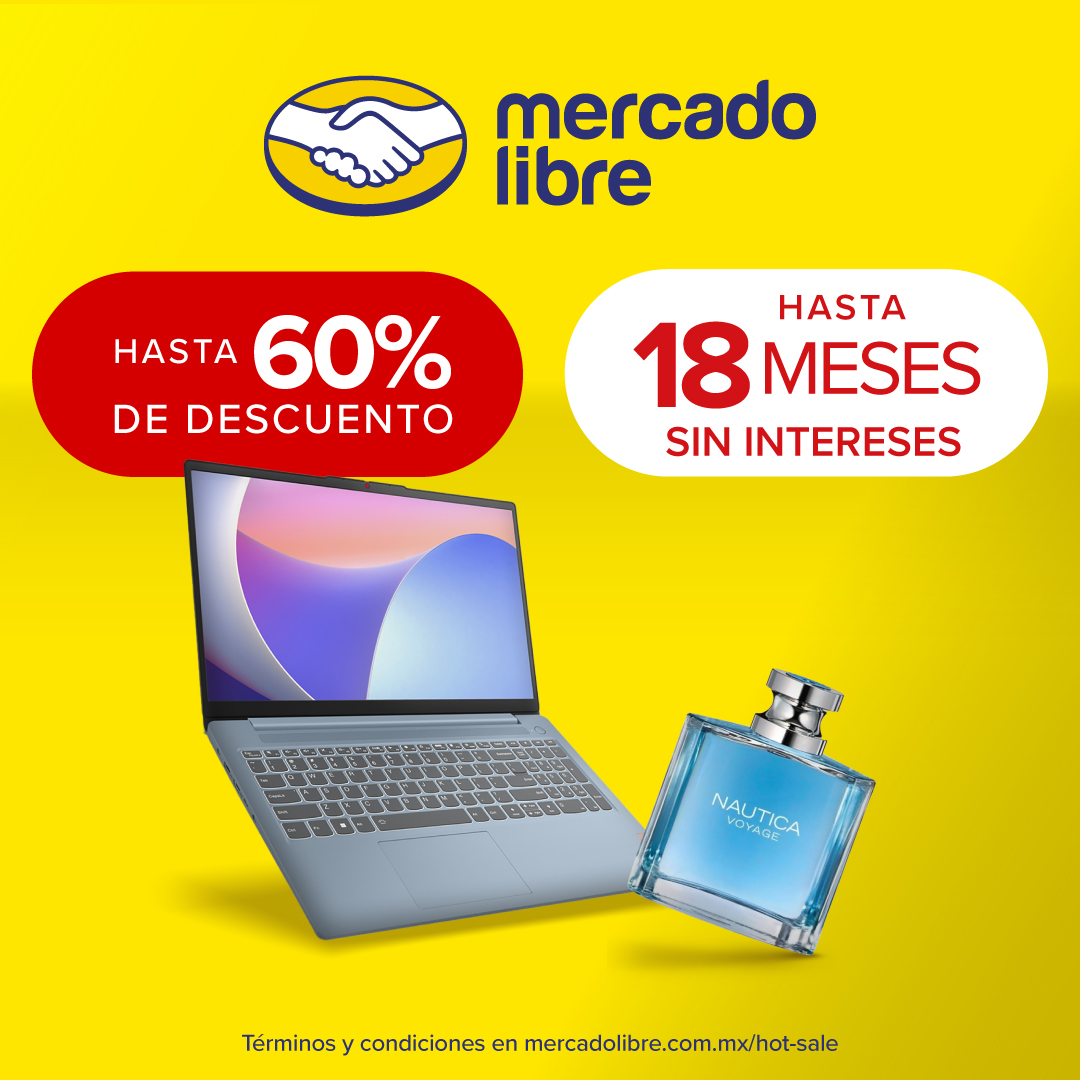 mercado
libre
HASTA 60%
DE DESCUENTO
HASTA
18 MESES
SIN INTERESES
NAUTICA
VOYAGE
Términos y condiciones en mercadolibre.com.mx/hot-sale